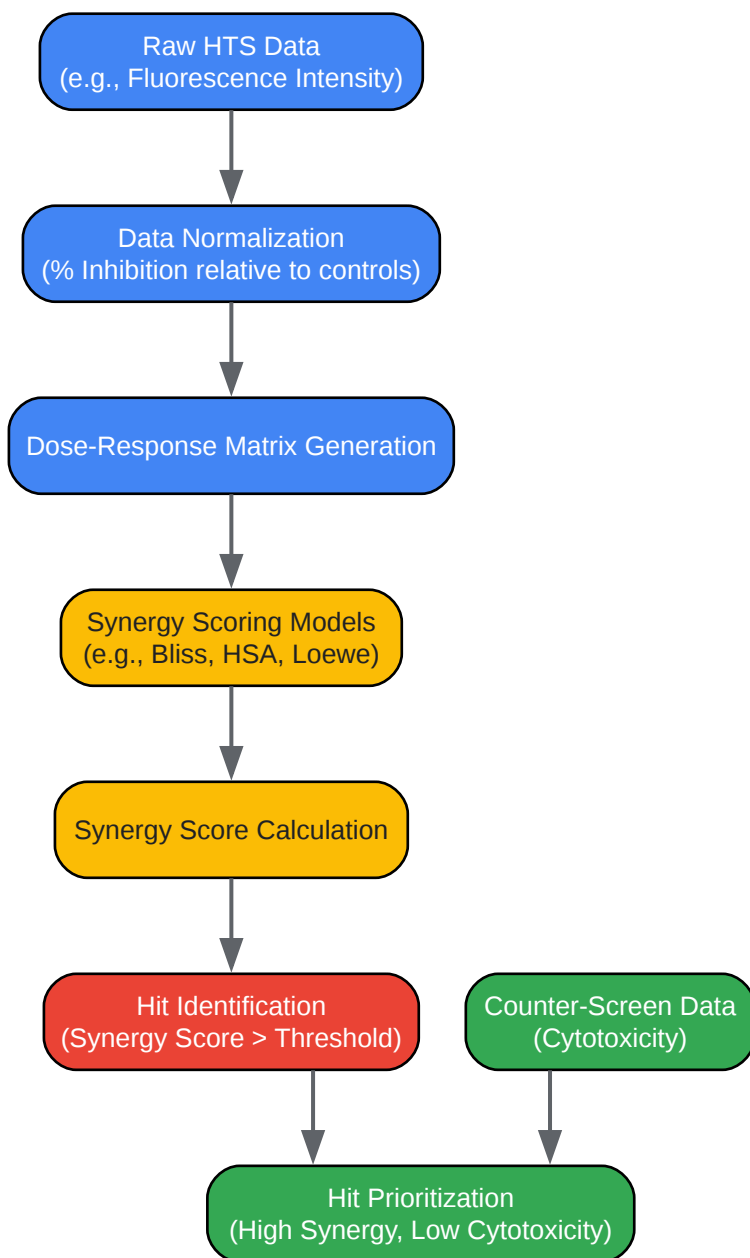 Raw HTS Data
(e.g., Fluorescence Intensity)
Data Normalization
(% Inhibition relative to controls)
Dose-Response Matrix Generation
Synergy Scoring Models
(e.g., Bliss, HSA, Loewe)
Synergy Score Calculation
Hit Identification
(Synergy Score > Threshold)
Counter-Screen Data
(Cytotoxicity)
Hit Prioritization
(High Synergy, Low Cytotoxicity)